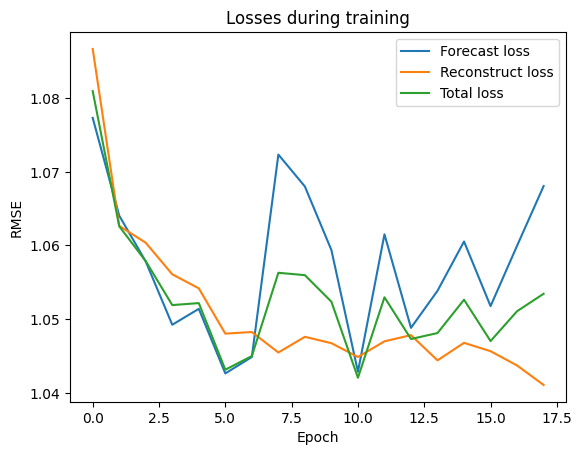 Losses during training
Forecast loss
Reconstruct loss
Total loss
1.08
1.07
1.06
1.05
1.04
RMSE
0.0 2.5 5.0 7.5 10.0 12.5 15.0 17.5
Epoch